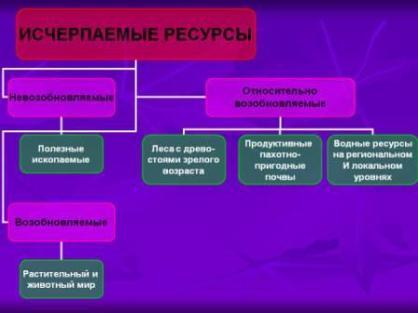 ИСЧЕРПАЕМЫЕ РЕСУРСЫ
Невозобновляемые
Относительно
возобновляемые
Полезные
ископаемые
Леса с древо-
стоями зрелого
возраста
Продуктивные
пахотно-
пригодные
почвы
Водные ресурсы
на региональном
И локальном
уровнях
Возобновляемые
Растительный и
животный мир